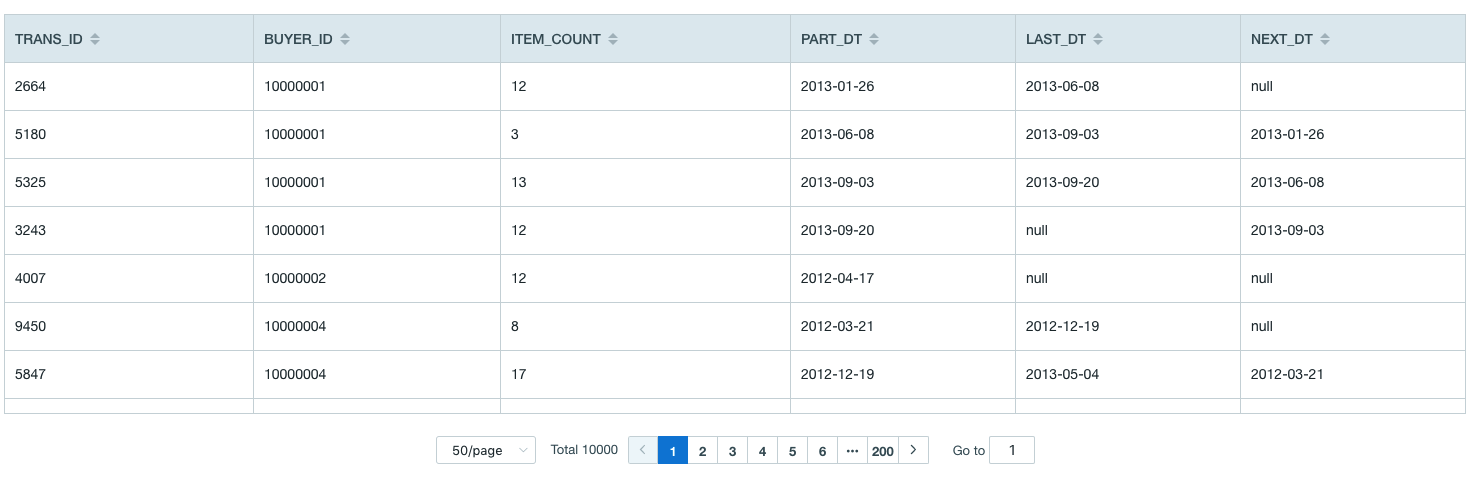 TRANS_ID BUYER_ID ITEM_COUNT PART_DT LAST_DT NEXT_DT
2664 10000001 12 2013-01-26 2013-06-08 null
5180 10000001 3 2013-06-08 2013-09-03 2013-01-26
5325 10000001 13 2013-09-03 2013-09-20 2013-06-08
3243 10000001 12 2013-09-20 null 2013-09-03
4007 10000002 12 2012-04-17 null null
9450 10000004 8 2012-03-21 2012-12-19 null
5847 10000004 17 2012-12-19 2013-05-04 2012-03-21
50/page Total 10000 1 2 3 4 5 6 ••• 200 Go to 1